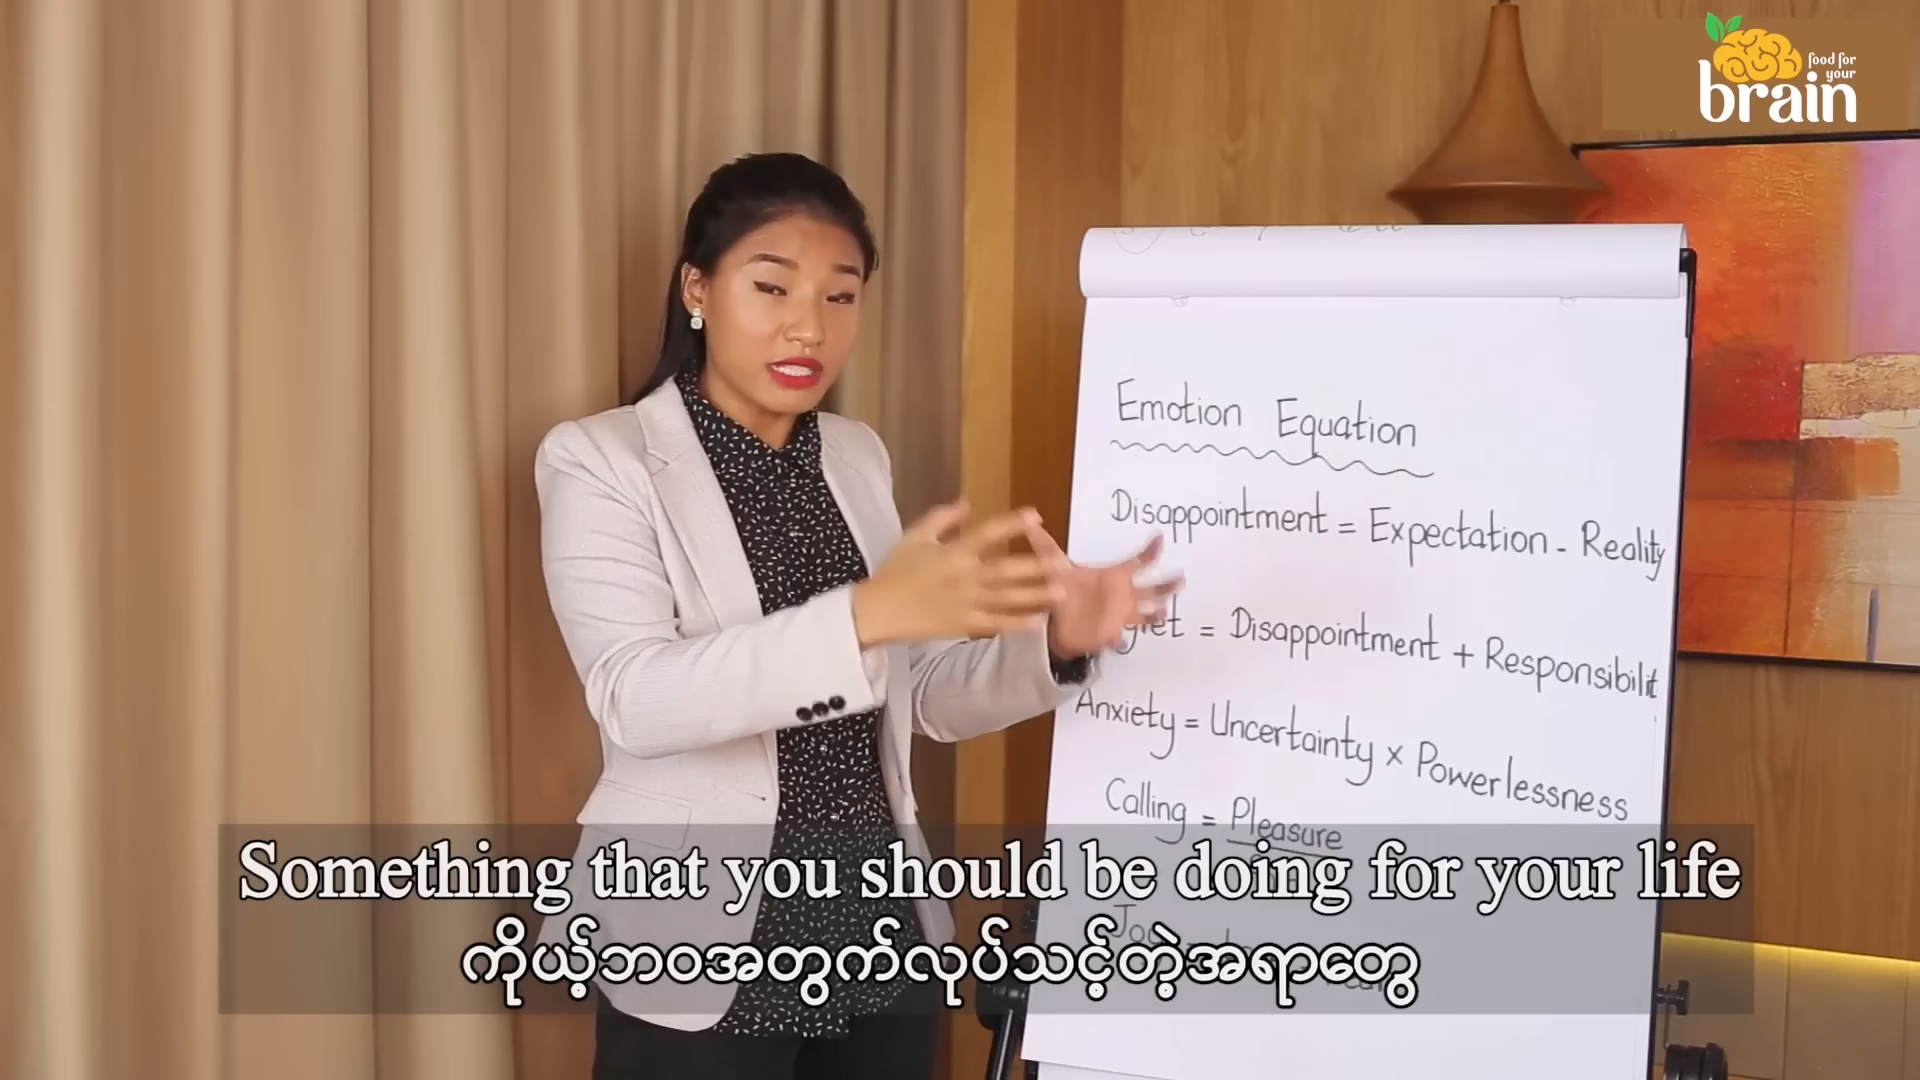 food for
your
brain
Emotion Equation
Disappointment = Expectation - Reality
= Disappointment + Responsibilit
Anxiety = Uncertainty × Powerlessness
Calling = Pleasure
Something that you should be doing for your life
ကိုယ့်ဘဝအတွက်လုပ်သင့်တဲ့အရာတွေ